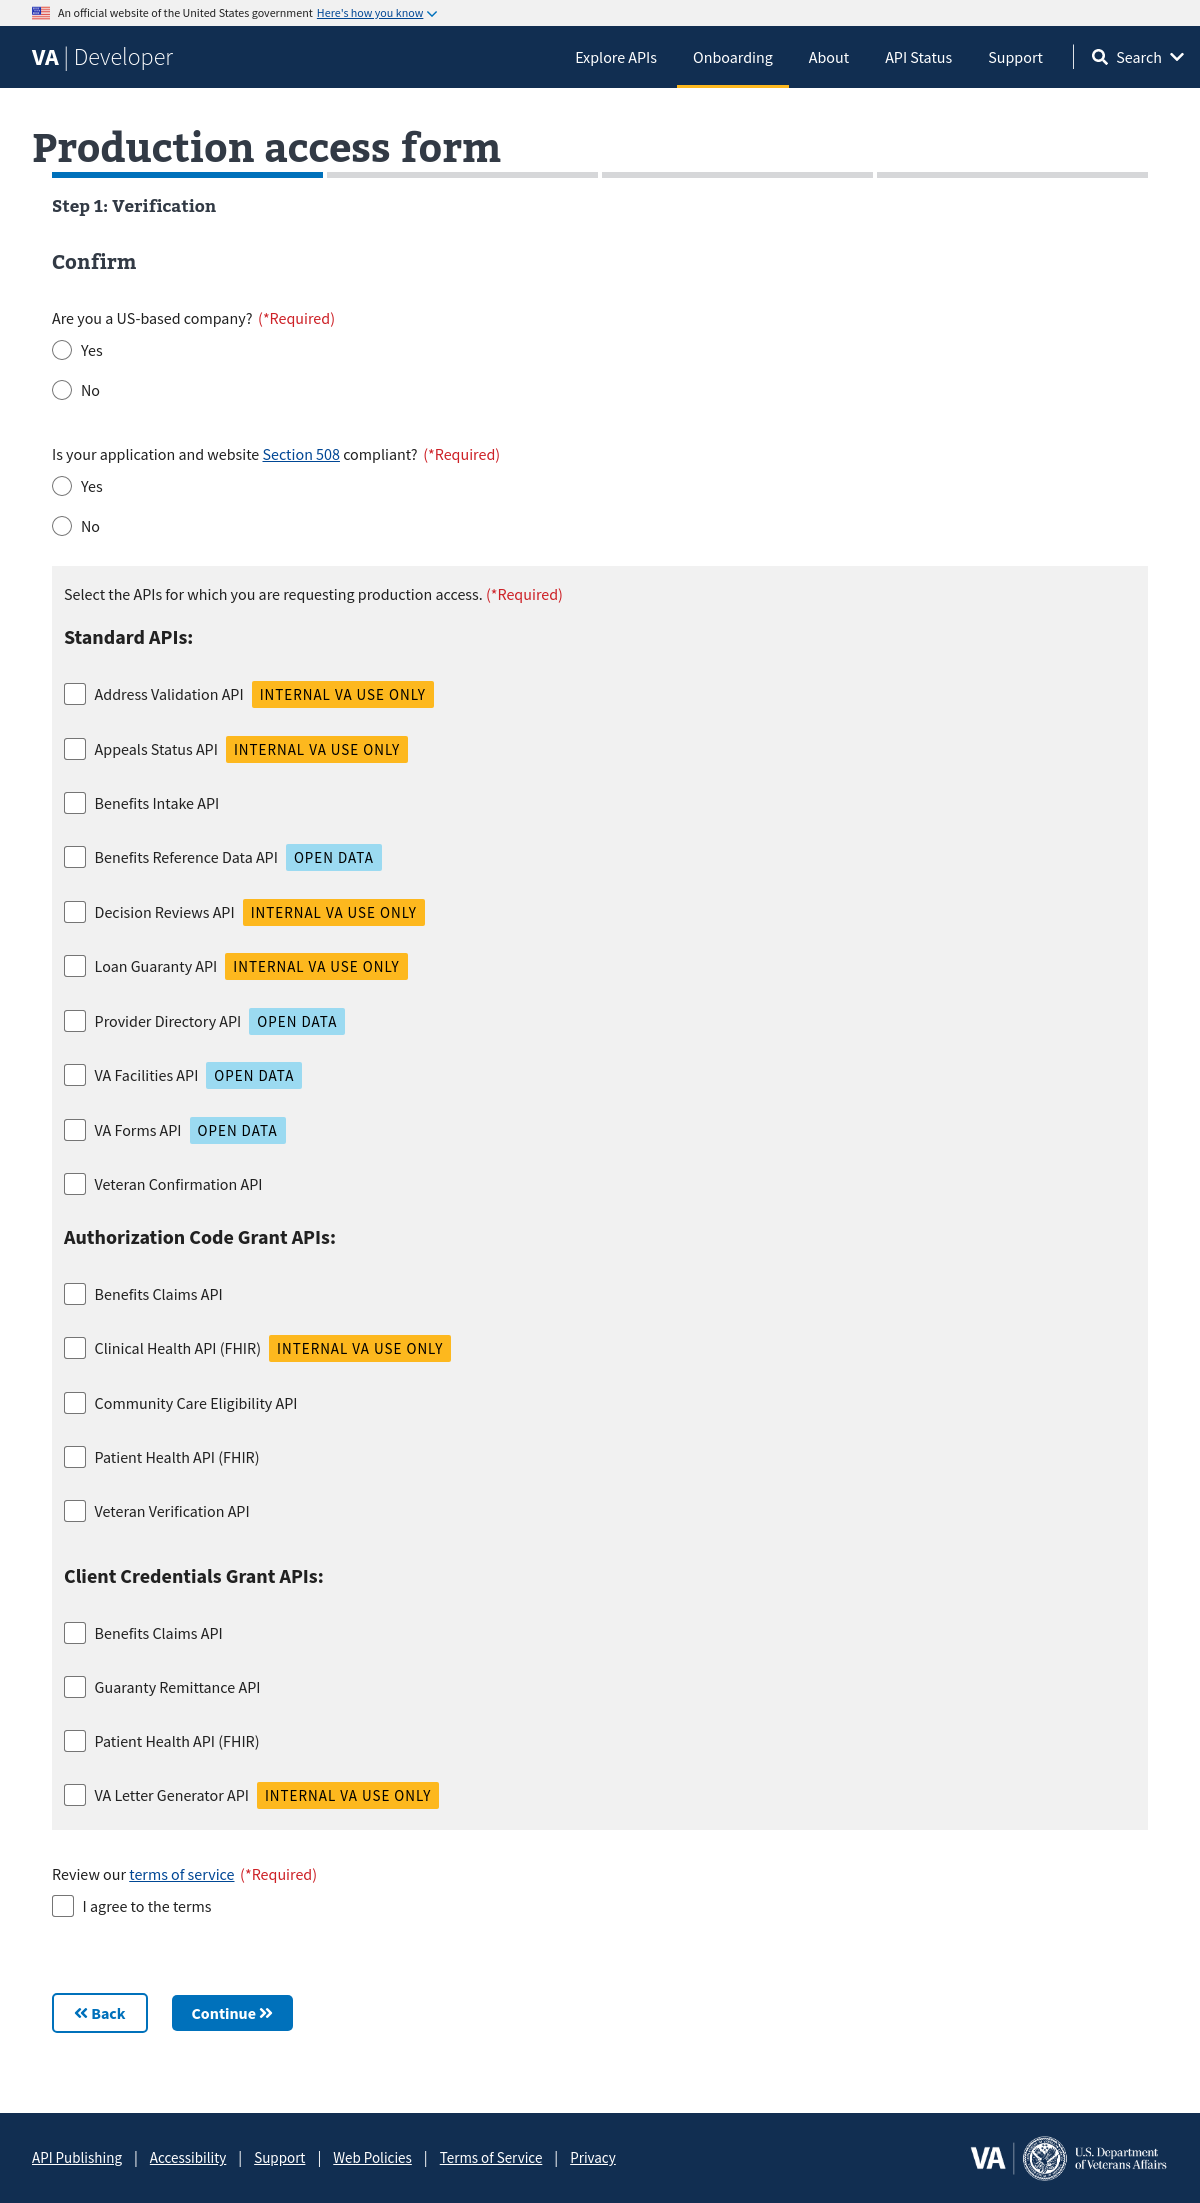 An official website of the United States government Here's how you know
VA | Developer
Explore APIs Onboarding About API Status Support Search
Production access form
Step 1: Verification
Confirm
Are you a US-based company? (*Required)
Yes
No
Is your application and website Section 508 compliant? (*Required)
Yes
No
Select the APIs for which you are requesting production access. (*Required)
Standard APIs:
Address Validation API INTERNAL VA USE ONLY
Appeals Status API INTERNAL VA USE ONLY
Benefits Intake API
Benefits Reference Data API OPEN DATA
Decision Reviews API INTERNAL VA USE ONLY
Loan Guaranty API INTERNAL VA USE ONLY
Provider Directory API OPEN DATA
VA Facilities API OPEN DATA
VA Forms API OPEN DATA
Veteran Confirmation API
Authorization Code Grant APIs:
Benefits Claims API
Clinical Health API (FHIR) INTERNAL VA USE ONLY
Community Care Eligibility API
Patient Health API (FHIR)
Veteran Verification API
Client Credentials Grant APIs:
Benefits Claims API
Guaranty Remittance API
Patient Health API (FHIR)
VA Letter Generator API INTERNAL VA USE ONLY
Review our terms of service (*Required)
I agree to the terms
Back Continue
API Publishing | Accessibility | Support | Web Policies | Terms of Service | Privacy
VA | U.S. Department
of Veterans Affairs